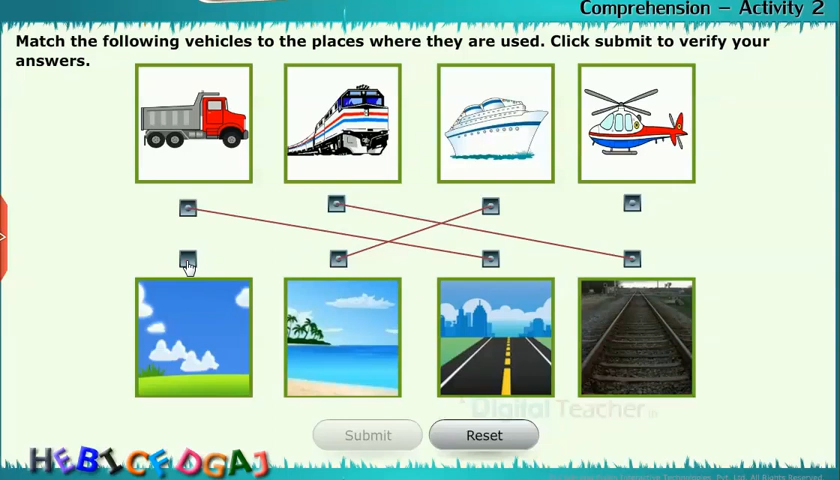 Comprehension – Activity 2
Match the following vehicles to the places where they are used. Click submit to verify your
answers.
Digital Teacher
Submit
Reset
HEBICFDGAJ